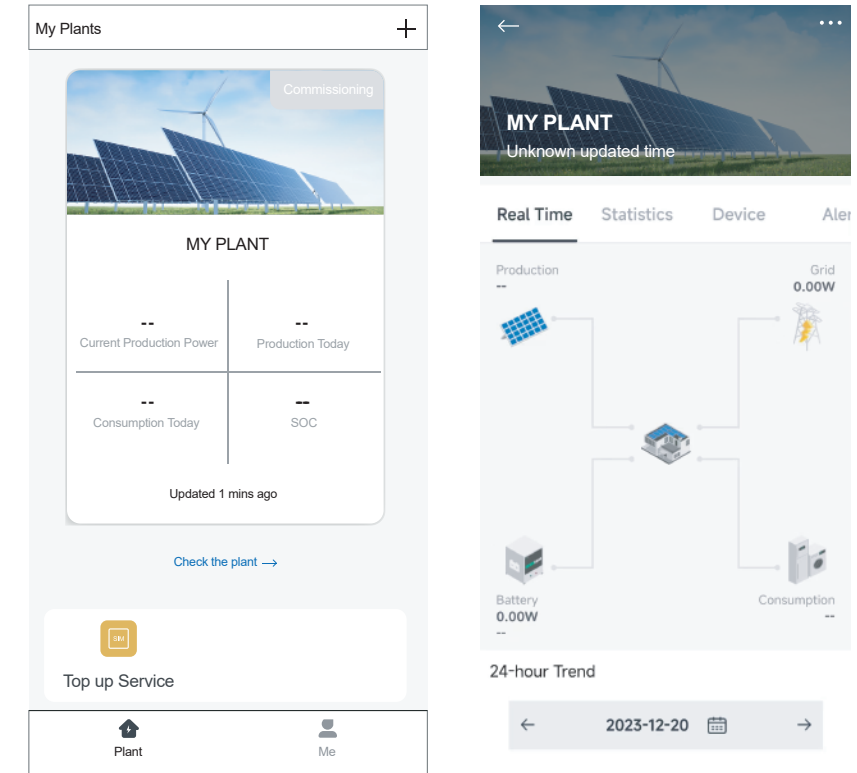 My Plants
Commissioning
MY PLANT
--
Current Production Power
--
Production Today
--
Consumption Today
--
SOC
Updated 1 mins ago
Check the plant →
SIM
Top up Service
Plant
Me
MY PLANT
Unknown updated time
Real Time Statistics Device Aler
Production
--
Grid
0.00W
Battery
0.00W
--
Consumption
--
24-hour Trend
2023-12-20